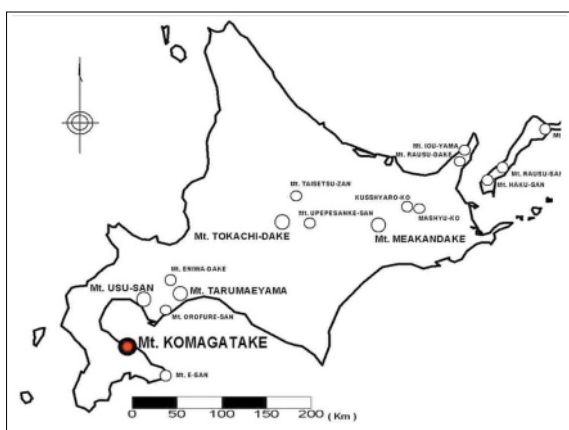 Mt. IOU-YAMA
Mt. RAUSU-DAKE
Mt. RAUSU-SAN
Mt. HAKU-SAN
Mt. TAISETSU-ZAN
KUSSHYARO-KO
MASHYU-KO
Mt. UPEPESANKE-SAN
Mt. TOKACHI-DAKE
Mt. MEAKANDAKE
Mt. ENIWA-DAKE
Mt. USU-SAN
Mt. TARUMAEYAMA
Mt. OROFURE-SAN
Mt. KOMAGATAKE
Mt. E-SAN
0 50 100 150 200 (Km)